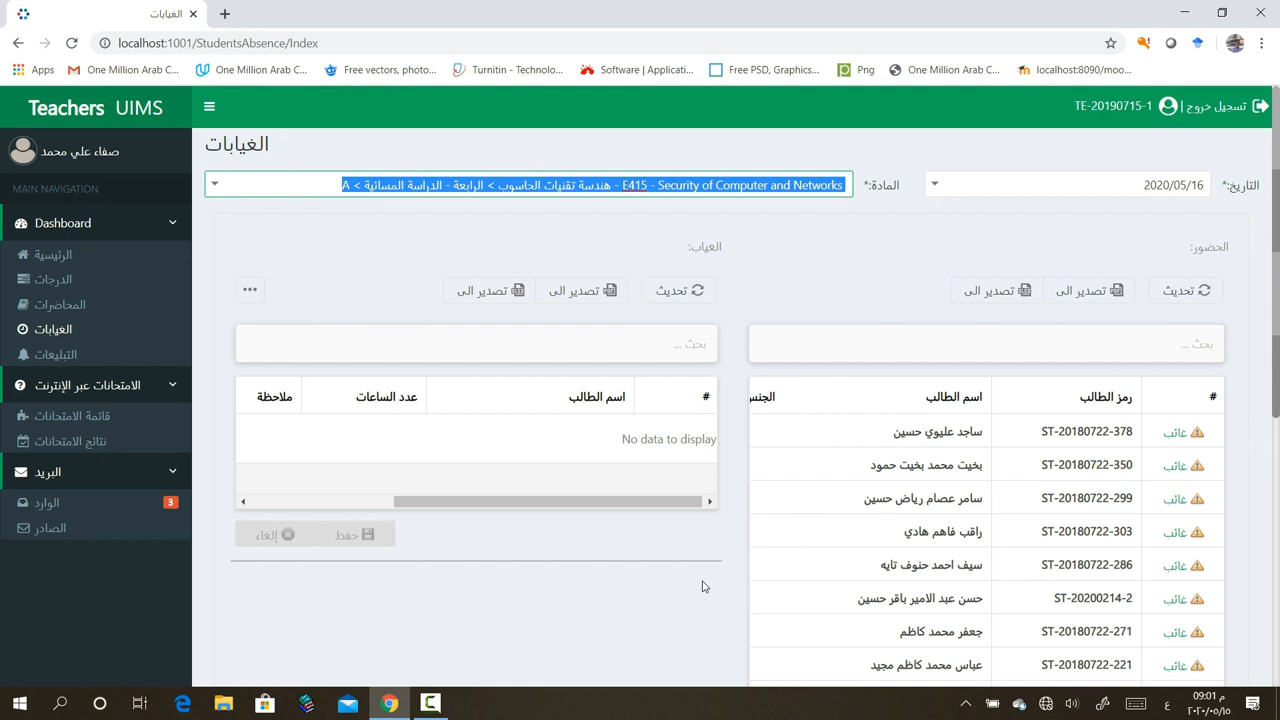 الغيابات
localhost:1001/StudentsAbsence/Index
Apps
One Million Arab C...
One Million Arab C...
Free vectors, photo...
Turnitin - Technolo...
Software | Applicati...
Free PSD, Graphics...
Png
One Million Arab C...
localhost:8090/moo...
Teachers UIMS
TE-20190715-1
تسجيل خروج |
صفاء علي محمد
MAIN NAVIGATION
Dashboard
الرئيسية
الدرجات
المحاضرات
الغيابات
التبليغات
الامتحانات عبر الإنترنت
قائمة الامتحانات
نتائج الامتحانات
البريد
الوارد
3
الصادر
الغيابات
التاريخ:*
2020/05/16
المادة:*
E415 - Security of Computer and Networks - هندسة تقنيات الحاسوب > الرابعة - الدراسة المسائية > A
الحضور:
تحديث
تصدير الى
تصدير الى
بحث ...
# رمز الطالب اسم الطالب الجنس
غائب ST-20180722-378 ساجد عليوي حسين
غائب ST-20180722-350 بخيت محمد بخيت حمود
غائب ST-20180722-299 سامر عصام رياض حسين
غائب ST-20180722-303 راقب فاهم هادي
غائب ST-20180722-286 سيف احمد حنوف تايه
غائب ST-20200214-2 حسن عبد الامير باقر حسين
غائب ST-20180722-271 جعفر محمد كاظم
غائب ST-20180722-221 عباس محمد كاظم مجيد
الغياب:
تحديث
تصدير الى
تصدير الى
...
بحث ...
# اسم الطالب عدد الساعات ملاحظة
No data to display
حفظ
إلغاء
ع
09:01 م
٢٠٢٠/٠٥/١٥